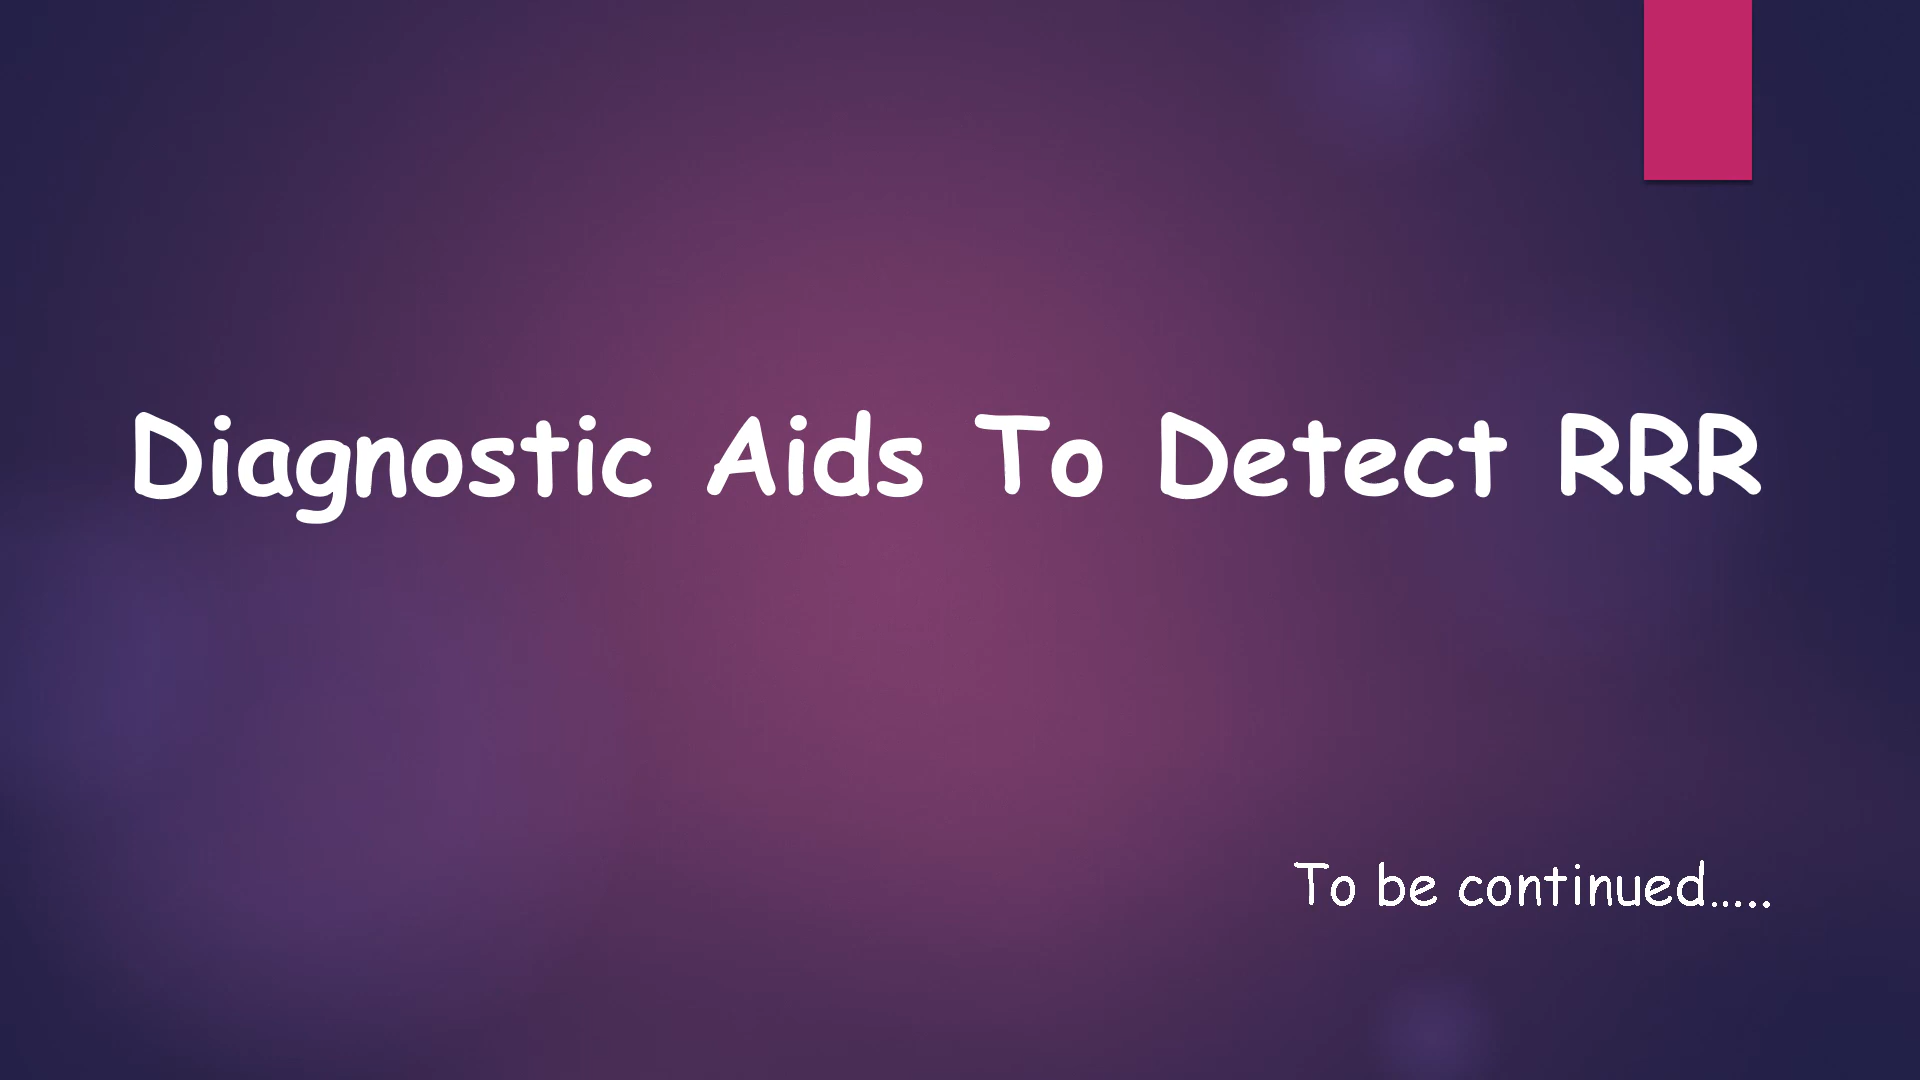 Diagnostic Aids To Detect RRR
To be continued.....